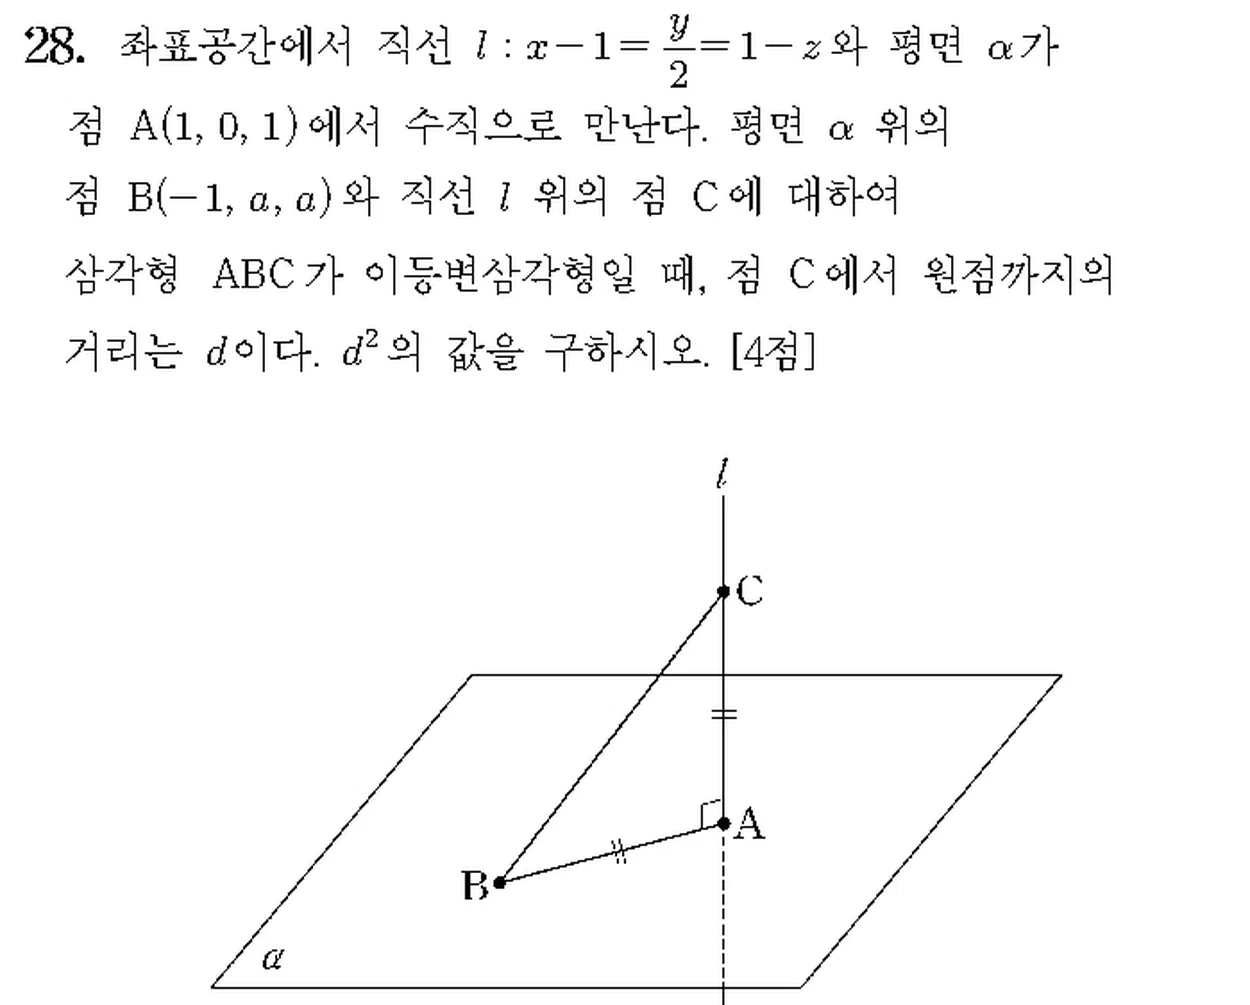 28. 좌표공간에서 직선 l : x-1=y/2=1-z와 평면 α가
점 A(1, 0, 1)에서 수직으로 만난다. 평면 α 위의
점 B(-1, a, a)와 직선 l 위의 점 C에 대하여
삼각형 ABC가 이등변삼각형일 때, 점 C에서 원점까지의
거리는 d이다. d²의 값을 구하시오. [4점]
l
C
A
B
α